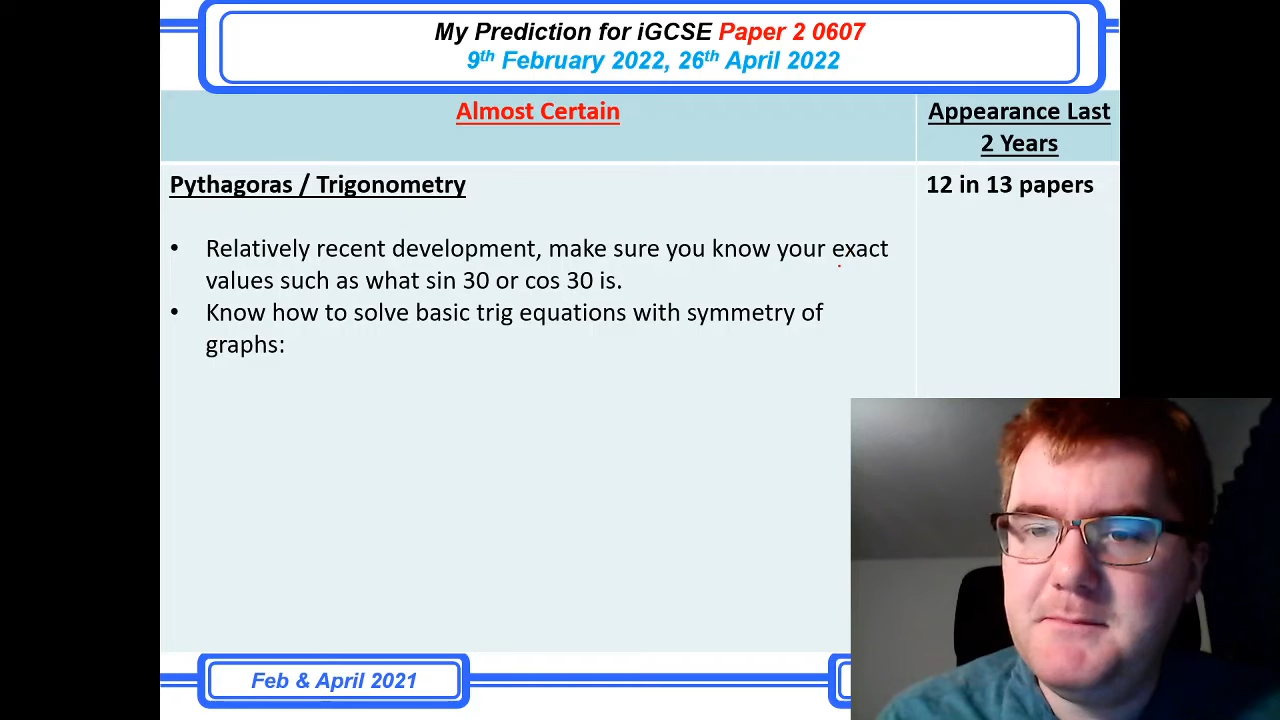 My Prediction for iGCSE Paper 2 0607
9th February 2022, 26th April 2022
Almost Certain
Appearance Last
2 Years
Pythagoras / Trigonometry
12 in 13 papers
• Relatively recent development, make sure you know your exact
values such as what sin 30 or cos 30 is.
• Know how to solve basic trig equations with symmetry of
graphs:
Feb & April 2021